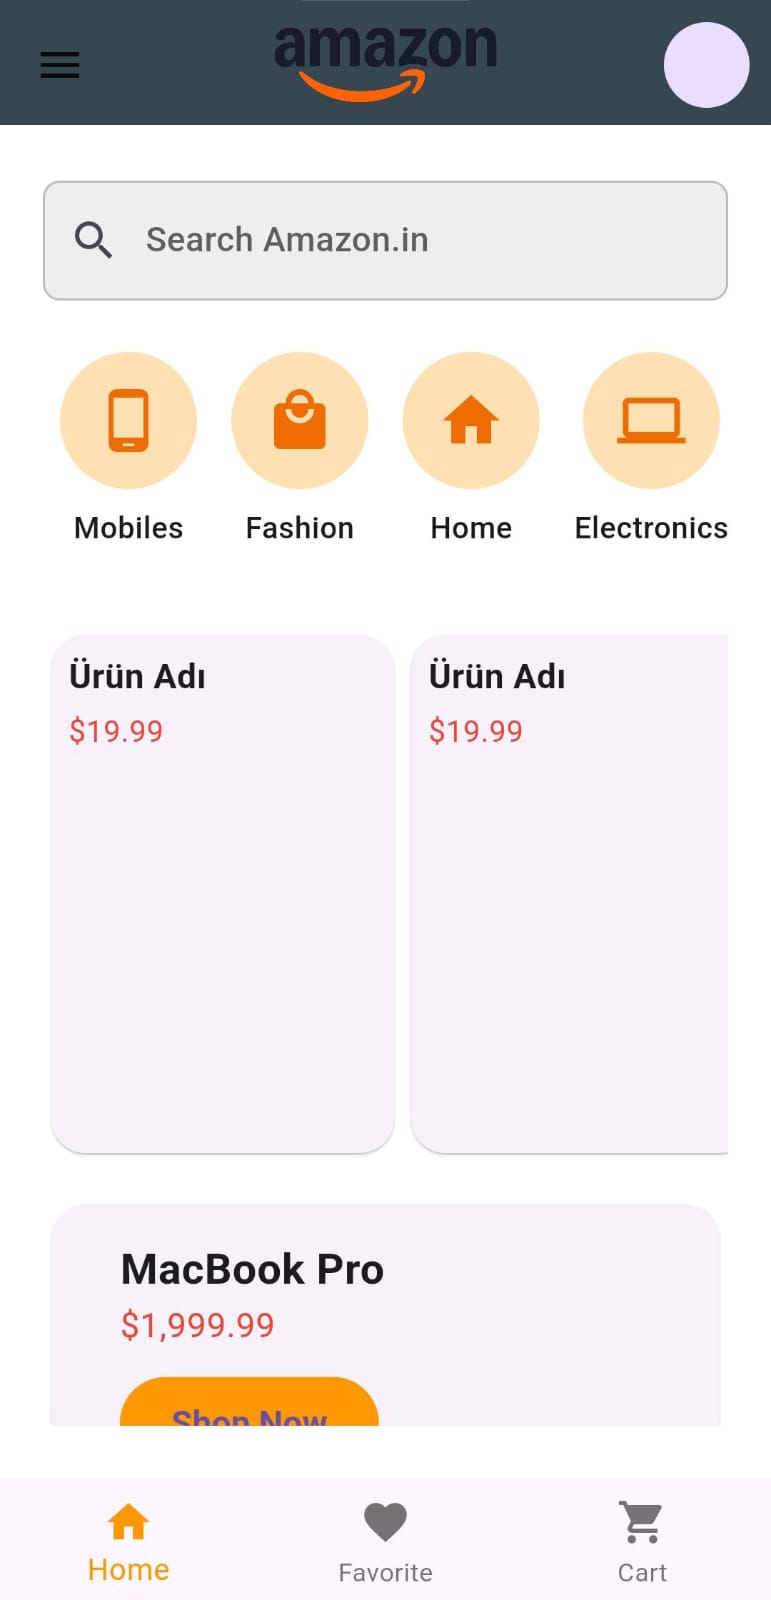 amazon
Search Amazon.in
Mobiles
Fashion
Home
Electronics
Ürün Adı
$19.99
Ürün Adı
$19.99
MacBook Pro
$1,999.99
Shop Now
Home
Favorite
Cart